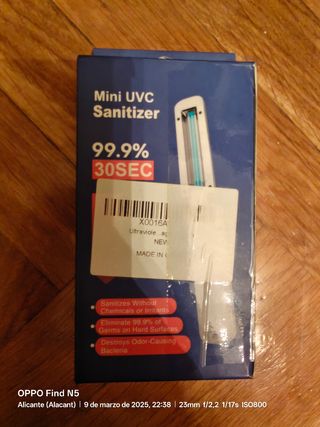 Mini UVC
Sanitizer
99.9%
30SEC
X0016A
Ultraviole...ag
NEW
MADE IN
Sanitizes Without
Chemicals or Irritants
Eliminate 99.9% of
Germs on Hard Surfaces
Destroys Odor-Causing
Bacteria
OPPO Find N5
Alicante (Alacant) | 9 de marzo de 2025, 22:38 | 23mm f/2,2 1/17s ISO800